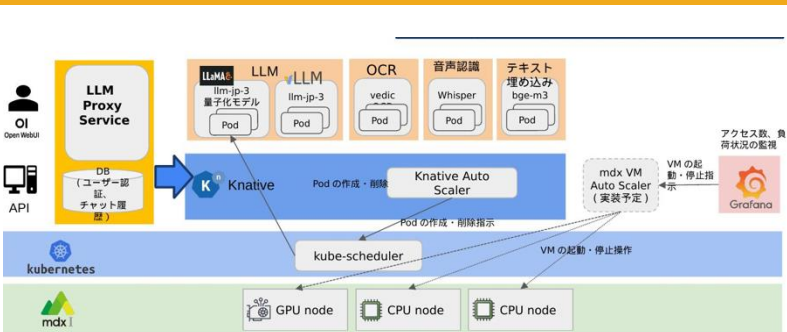 OI
Open WebUI
API
LLM
Proxy
Service
DB
(ユーザー認
証、
チャット履
歴)
LLaMA
LLM
vLLM
llm-jp-3
量子化モデル
Pod
llm-jp-3
Pod
OCR
vedic
Pod
音声認識
Whisper
Pod
テキスト
埋め込み
bge-m3
Pod
アクセス数、負
荷状況の監視
Knative
Pod の作成・削除
Knative Auto
Scaler
mdx VM
Auto Scaler
(実装予定)
VM の起
動・停止指
示
Grafana
Pod の作成・削除指示
kubernetes
kube-scheduler
VM の起動・停止操作
mdx I
GPU node
CPU node
CPU node